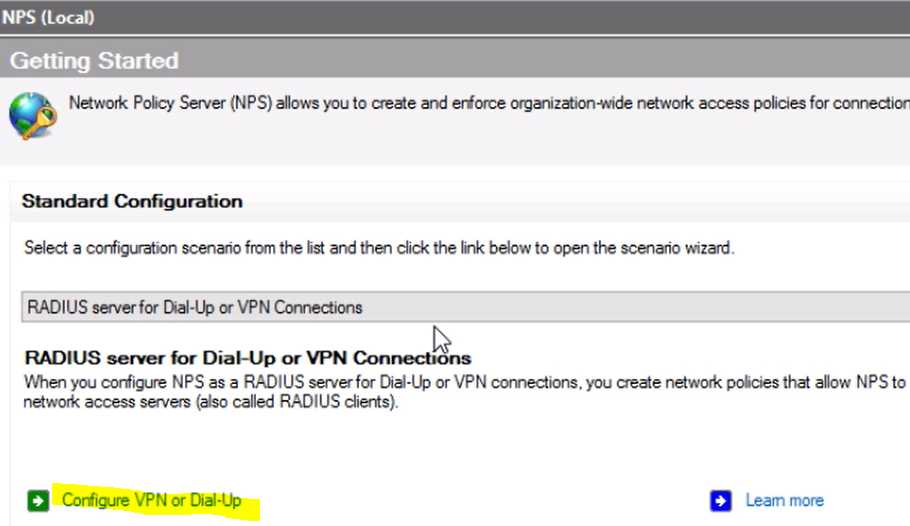 NPS (Local)
Getting Started
Network Policy Server (NPS) allows you to create and enforce organization-wide network access policies for connection
Standard Configuration
Select a configuration scenario from the list and then click the link below to open the scenario wizard.
RADIUS server for Dial-Up or VPN Connections
RADIUS server for Dial-Up or VPN Connections
When you configure NPS as a RADIUS server for Dial-Up or VPN connections, you create network policies that allow NPS to
network access servers (also called RADIUS clients).
Configure VPN or Dial-Up
Learn more